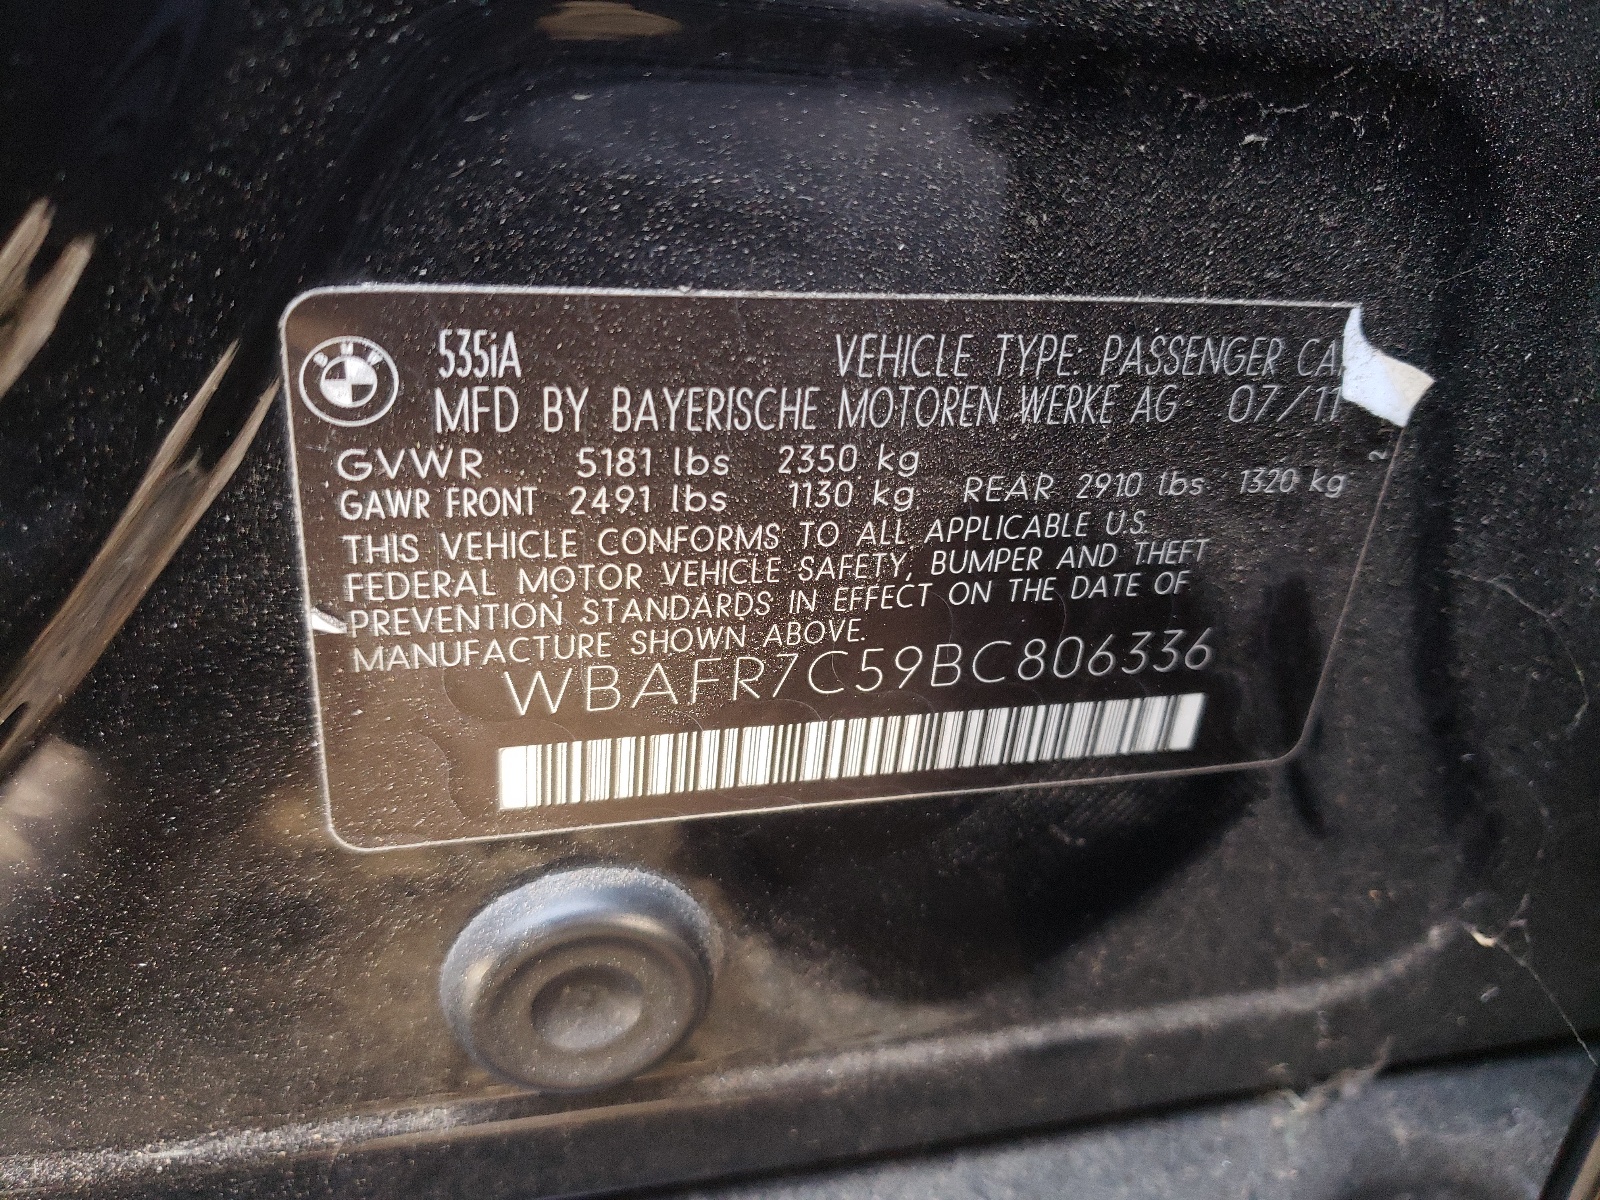 BMW
535iA VEHICLE TYPE: PASSENGER CA
MFD BY BAYERISCHE MOTOREN WERKE AG 07/11
GVWR 5181 lbs 2350 kg
GAWR FRONT 2491 lbs 1130 kg REAR 2910 lbs 1320 kg
THIS VEHICLE CONFORMS TO ALL APPLICABLE U.S.
FEDERAL MOTOR VEHICLE SAFETY, BUMPER AND THEFT
PREVENTION STANDARDS IN EFFECT ON THE DATE OF
MANUFACTURE SHOWN ABOVE.
WBAFR7C59BC806336